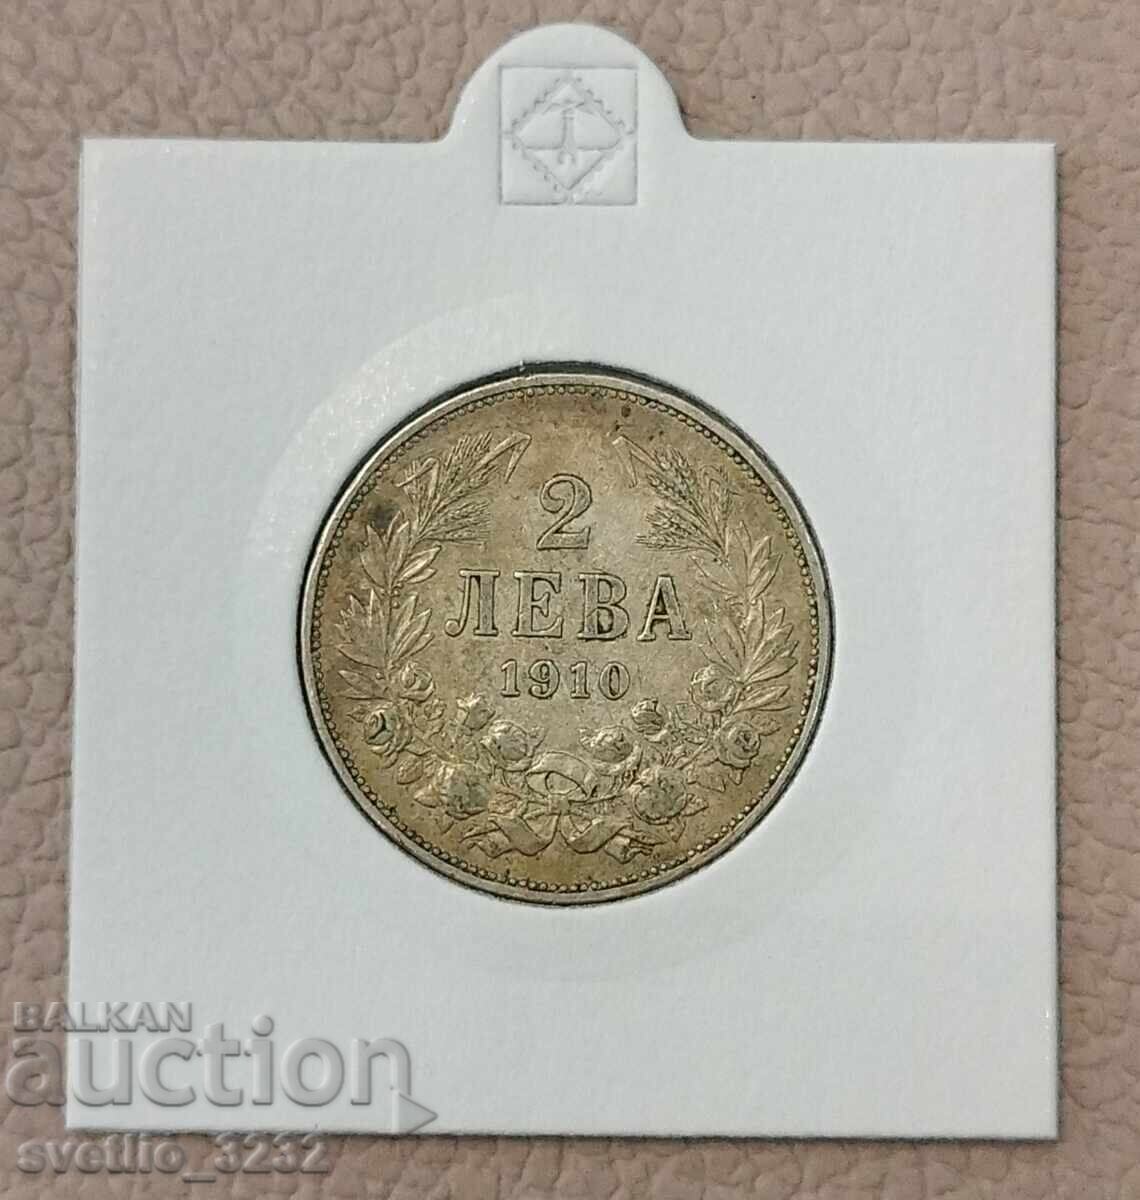 2
ЛЕВА
1910
BALKAN
auction
svetlio_3232